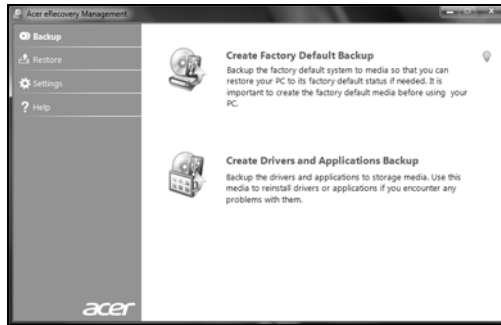 Acer eRecovery Management
Backup
Restore
Settings
? Help
Create Factory Default Backup
Backup the factory default system to media so that you can
restore your PC to its factory default status if needed. It is
important to create the factory default media before using your
PC.
Create Drivers and Applications Backup
Backup the drivers and applications to storage media. Use this
media to reinstall drivers or applications if you encounter any
problems with them.
acer